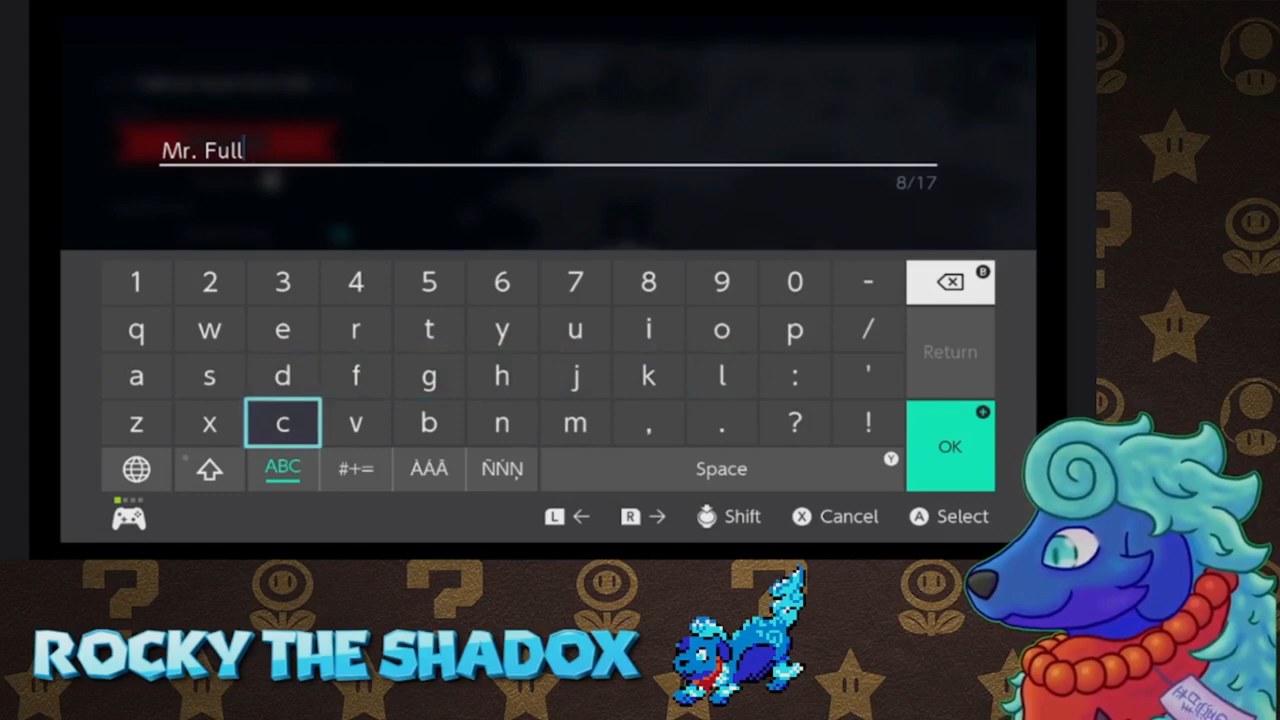 Mr. Full
8/17
1 2 3 4 5 6 7 8 9 0 -
q w e r t y u i o p / Return
a s d f g h j k l : '
z x c v b n m , . ? ! OK
ABC #+= ÀÁÂ ÑŃŅ Space
L ← R → Shift X Cancel A Select
ROCKY THE SHADOX